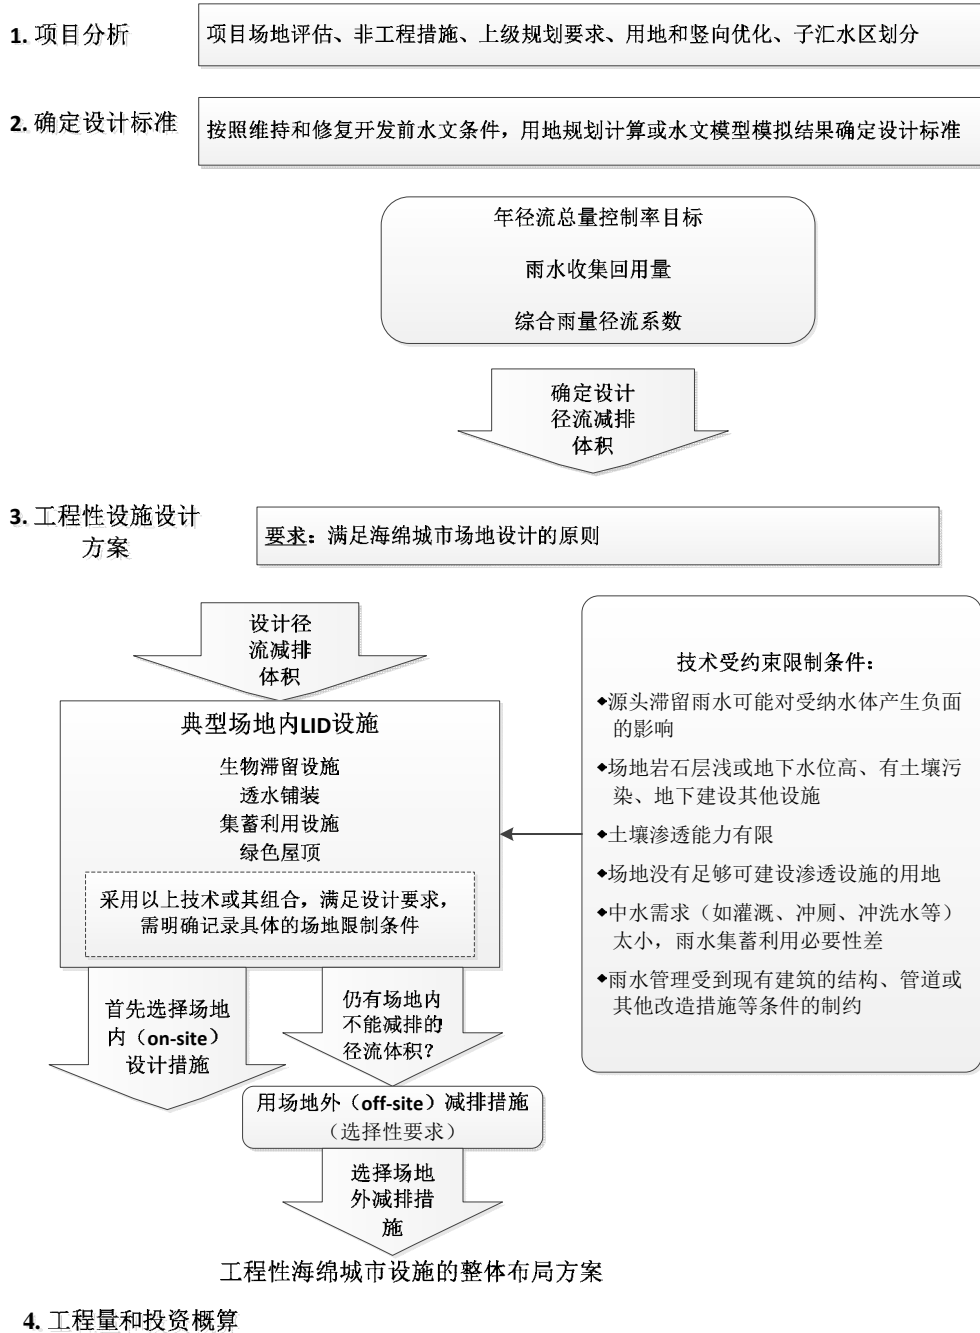 1. 项目分析
项目场地评估、非工程措施、上级规划要求、用地和竖向优化、子汇水区划分
2. 确定设计标准
按照维持和修复开发前水文条件，用地规划计算或水文模型模拟结果确定设计标准
年径流总量控制率目标
雨水收集回用量
综合雨量径流系数
确定设计
径流减排
体积
3. 工程性设施设计
方案
要求：满足海绵城市场地设计的原则
设计径
流减排
体积
典型场地内LID设施
生物滞留设施
透水铺装
集蓄利用设施
绿色屋顶
采用以上技术或其组合，满足设计要求，
需明确记录具体的场地限制条件
技术受约束限制条件：
◆源头滞留雨水可能对受纳水体产生负面
的影响
◆场地岩石层浅或地下水位高、有土壤污
染、地下建设其他设施
◆土壤渗透能力有限
◆场地没有足够可建设渗透设施的用地
◆中水需求（如灌溉、冲厕、冲洗水等）
太小，雨水集蓄利用必要性差
◆雨水管理受到现有建筑的结构、管道或
其他改造措施等条件的制约
首先选择场地
内（on-site）
设计措施
仍有场地内
不能减排的
径流体积？
用场地外（off-site）减排措施
（选择性要求）
选择场地
外减排措
施
工程性海绵城市设施的整体布局方案
4. 工程量和投资概算